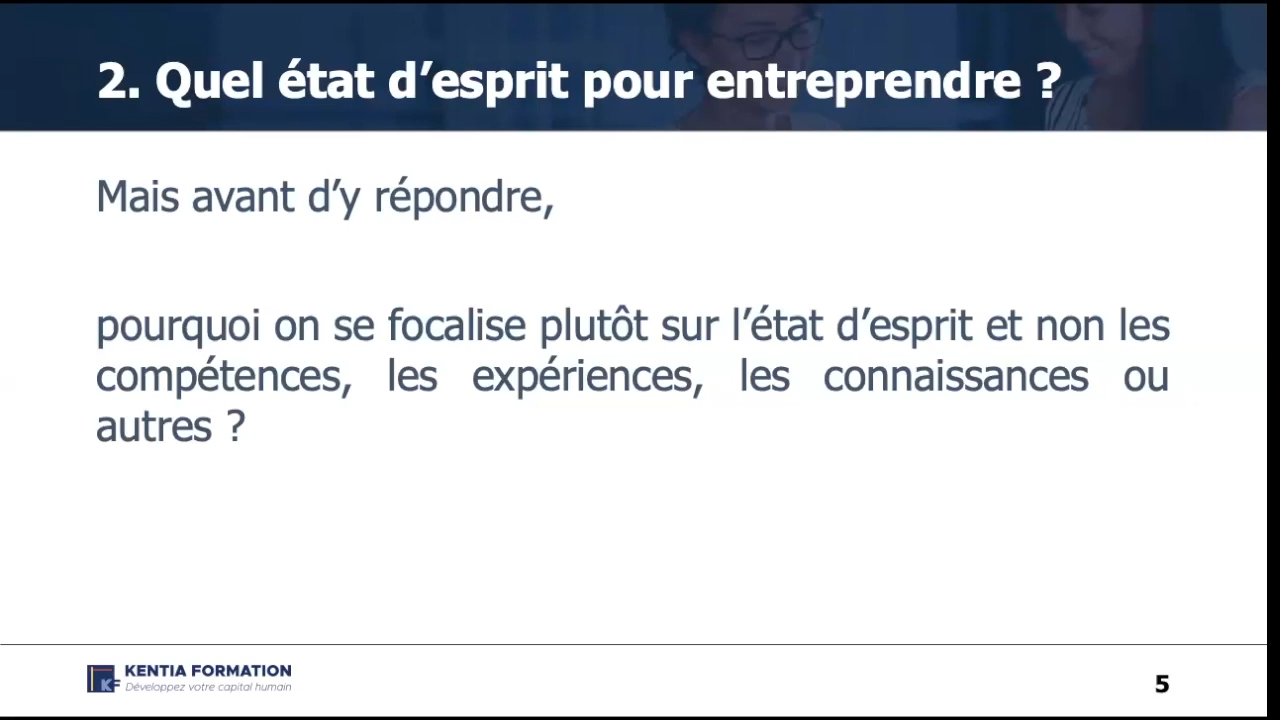 2. Quel état d’esprit pour entreprendre ?
Mais avant d’y répondre,
pourquoi on se focalise plutôt sur l’état d’esprit et non les
compétences, les expériences, les connaissances ou
autres ?
KENTIA FORMATION
Développez votre capital humain
KF
5